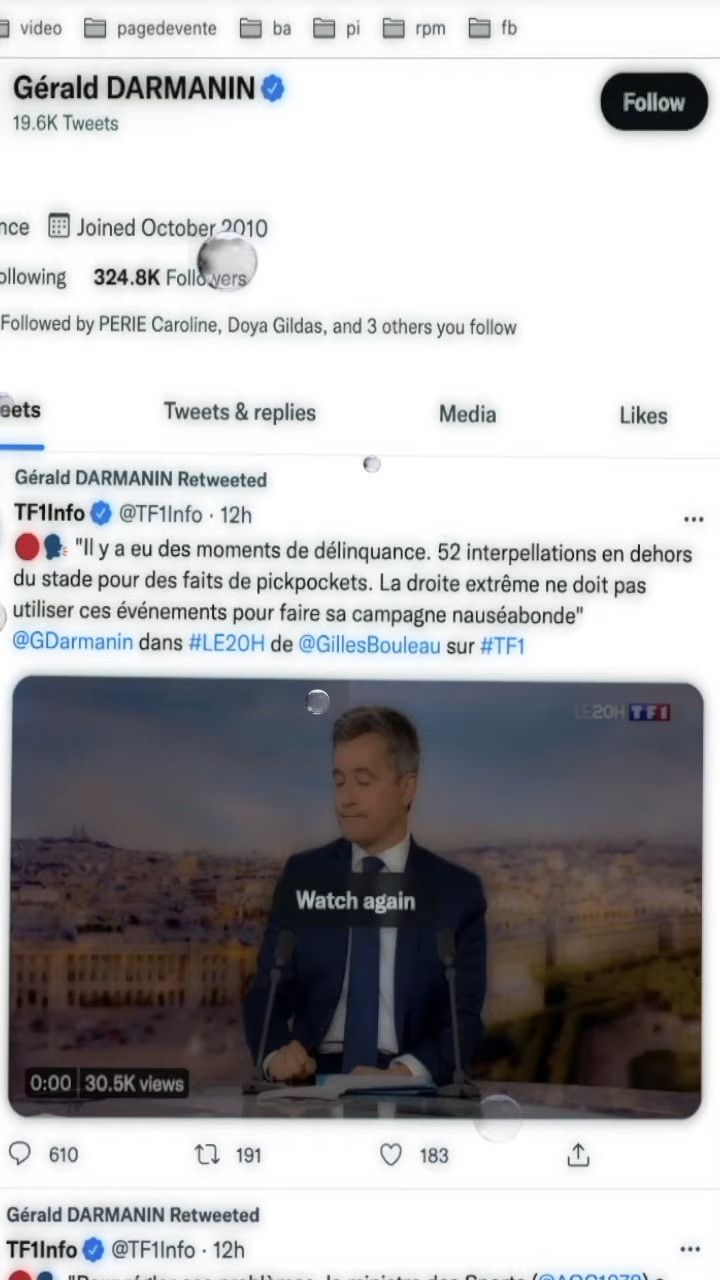 video pagedevente ba pi rpm fb
Gérald DARMANIN
Follow
19.6K Tweets
nce Joined October 2010
ollowing 324.8K Followers
Followed by PERIE Caroline, Doya Gildas, and 3 others you follow
eets Tweets & replies Media Likes
Gérald DARMANIN Retweeted
TF1Info @TF1Info · 12h
"Il y a eu des moments de délinquance. 52 interpellations en dehors
du stade pour des faits de pickpockets. La droite extrême ne doit pas
utiliser ces événements pour faire sa campagne nauséabonde"
@GDarmanin dans #LE20H de @GillesBouleau sur #TF1
LE20H TF1
Watch again
0:00 30.5K views
610 191 183
Gérald DARMANIN Retweeted
TF1Info @TF1Info · 12h